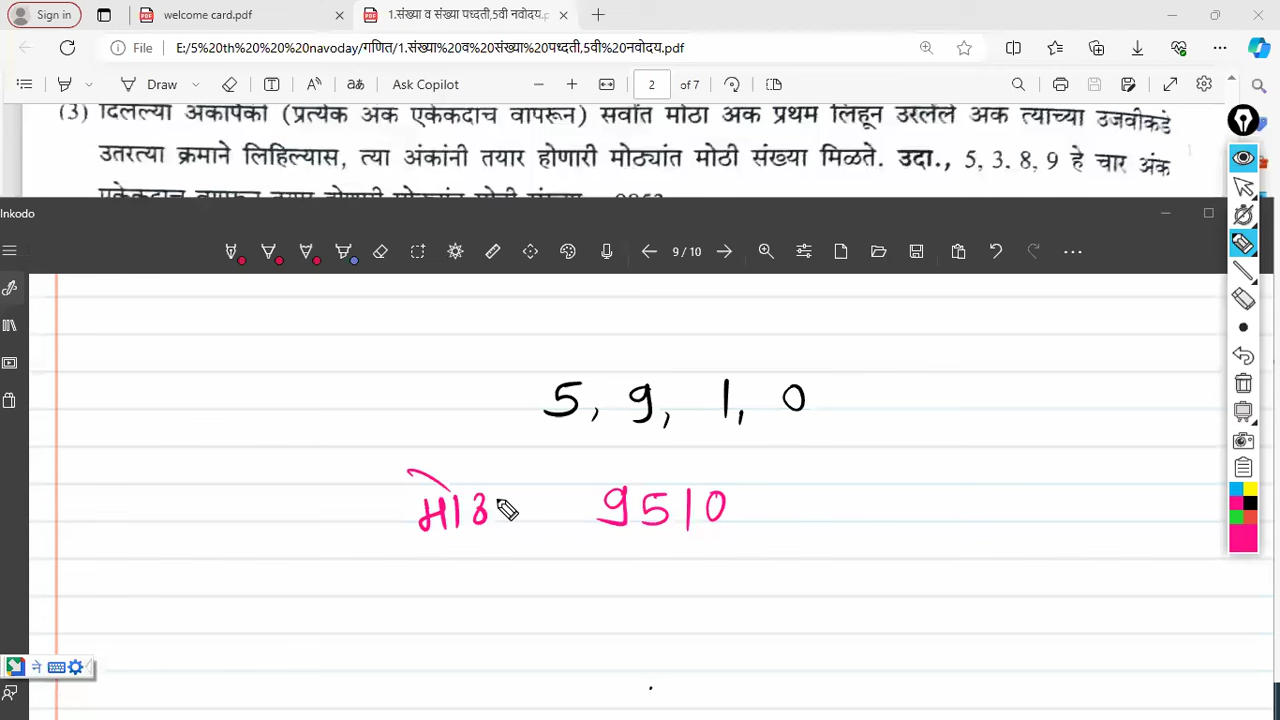 Sign in
welcome card.pdf
1.संख्या व संख्या पध्दती,5वी नवोदय.p
File
E:/5%20th%20%20%20navoday/गणित/1.संख्या%20व%20संख्या%20पध्दती,5वी%20नवोदय.pdf
Draw
aあ
Ask Copilot
2 of 7
(3) दिलेल्या अंकांपैकी (प्रत्येक अंक एकेकदाच वापरून) सर्वांत मोठा अंक प्रथम लिहून उरलेले अंक त्याच्या उजवीकडे
उतरत्या क्रमाने लिहिल्यास, त्या अंकांनी तयार होणारी मोठ्यांत मोठी संख्या मिळते. उदा., 5, 3. 8, 9 हे चार अंक
Inkodo
9 / 10
5, 9, 1, 0
9510
ने